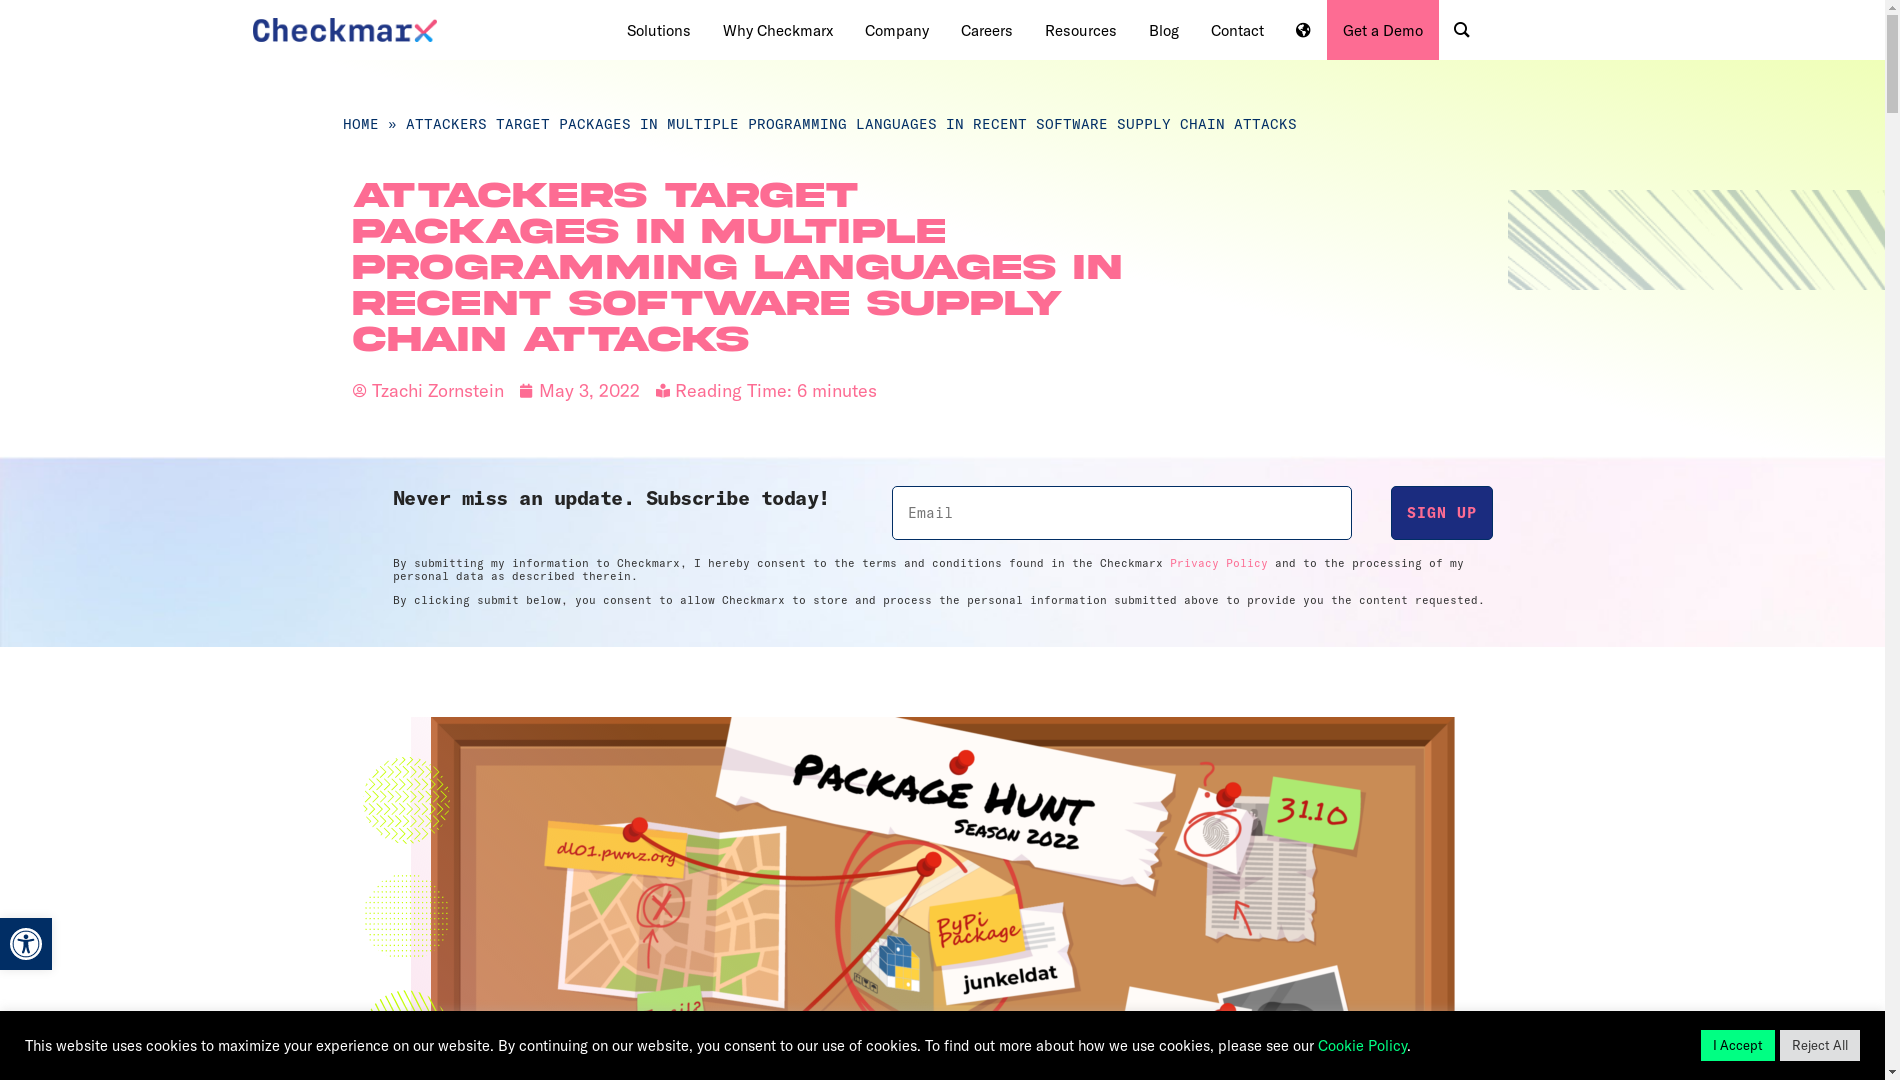 Checkmarx
Solutions
Why Checkmarx
Company
Careers
Resources
Blog
Contact
Get a Demo
HOME » ATTACKERS TARGET PACKAGES IN MULTIPLE PROGRAMMING LANGUAGES IN RECENT SOFTWARE SUPPLY CHAIN ATTACKS
ATTACKERS TARGET
PACKAGES IN MULTIPLE
PROGRAMMING LANGUAGES IN
RECENT SOFTWARE SUPPLY
CHAIN ATTACKS
Tzachi Zornstein May 3, 2022 Reading Time: 6 minutes
Never miss an update. Subscribe today!
Email
SIGN UP
By submitting my information to Checkmarx, I hereby consent to the terms and conditions found in the Checkmarx Privacy Policy and to the processing of my
personal data as described therein.
By clicking submit below, you consent to allow Checkmarx to store and process the personal information submitted above to provide you the content requested.
PACKAGE HUNT
SEASON 2022
?
31.10
dl01.pwnz.org
PyPi
Package
junkeldat
This website uses cookies to maximize your experience on our website. By continuing on our website, you consent to our use of cookies. To find out more about how we use cookies, please see our Cookie Policy.
I Accept
Reject All